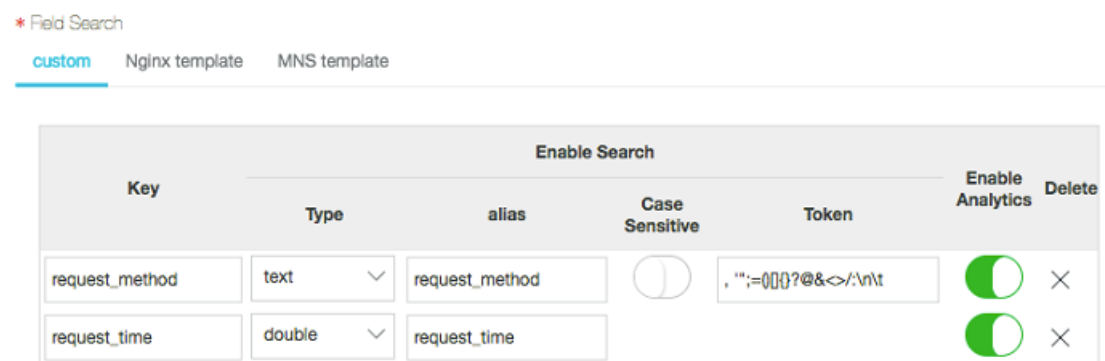 * Field Search
custom Nginx template MNS template
Enable Search
Key Enable Analytics Delete
Type alias Case Sensitive Token
request_method text request_method , '";=()[]{}?@&<>/:\n\t
request_time double request_time